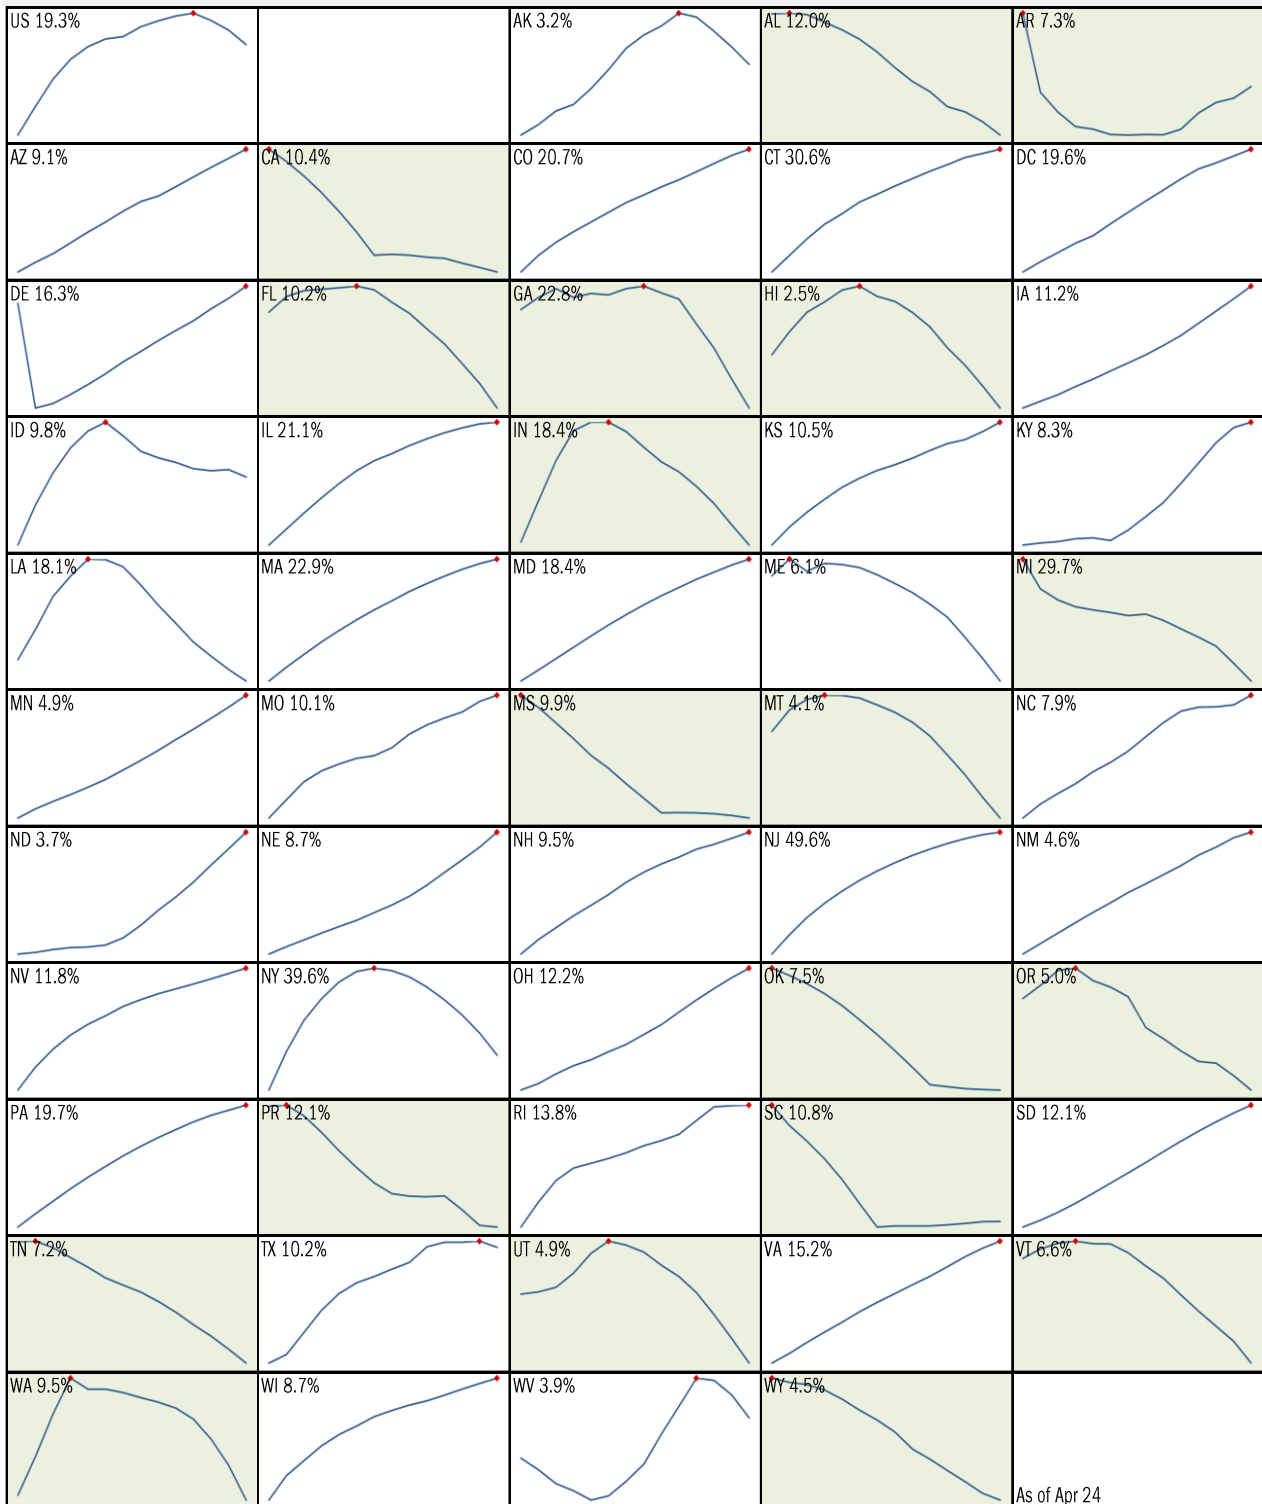 US 19.3%
AK 3.2%
AL 12.0%
AR 7.3%
AZ 9.1%
CA 10.4%
CO 20.7%
CT 30.6%
DC 19.6%
DE 16.3%
FL 10.2%
GA 22.8%
HI 2.5%
IA 11.2%
ID 9.8%
IL 21.1%
IN 18.4%
KS 10.5%
KY 8.3%
LA 18.1%
MA 22.9%
MD 18.4%
ME 6.1%
MI 29.7%
MN 4.9%
MO 10.1%
MS 9.9%
MT 4.1%
NC 7.9%
ND 3.7%
NE 8.7%
NH 9.5%
NJ 49.6%
NM 4.6%
NV 11.8%
NY 39.6%
OH 12.2%
OK 7.5%
OR 5.0%
PA 19.7%
PR 12.1%
RI 13.8%
SC 10.8%
SD 12.1%
TN 7.2%
TX 10.2%
UT 4.9%
VA 15.2%
VT 6.6%
WA 9.5%
WI 8.7%
WV 3.9%
WY 4.5%
As of Apr 24